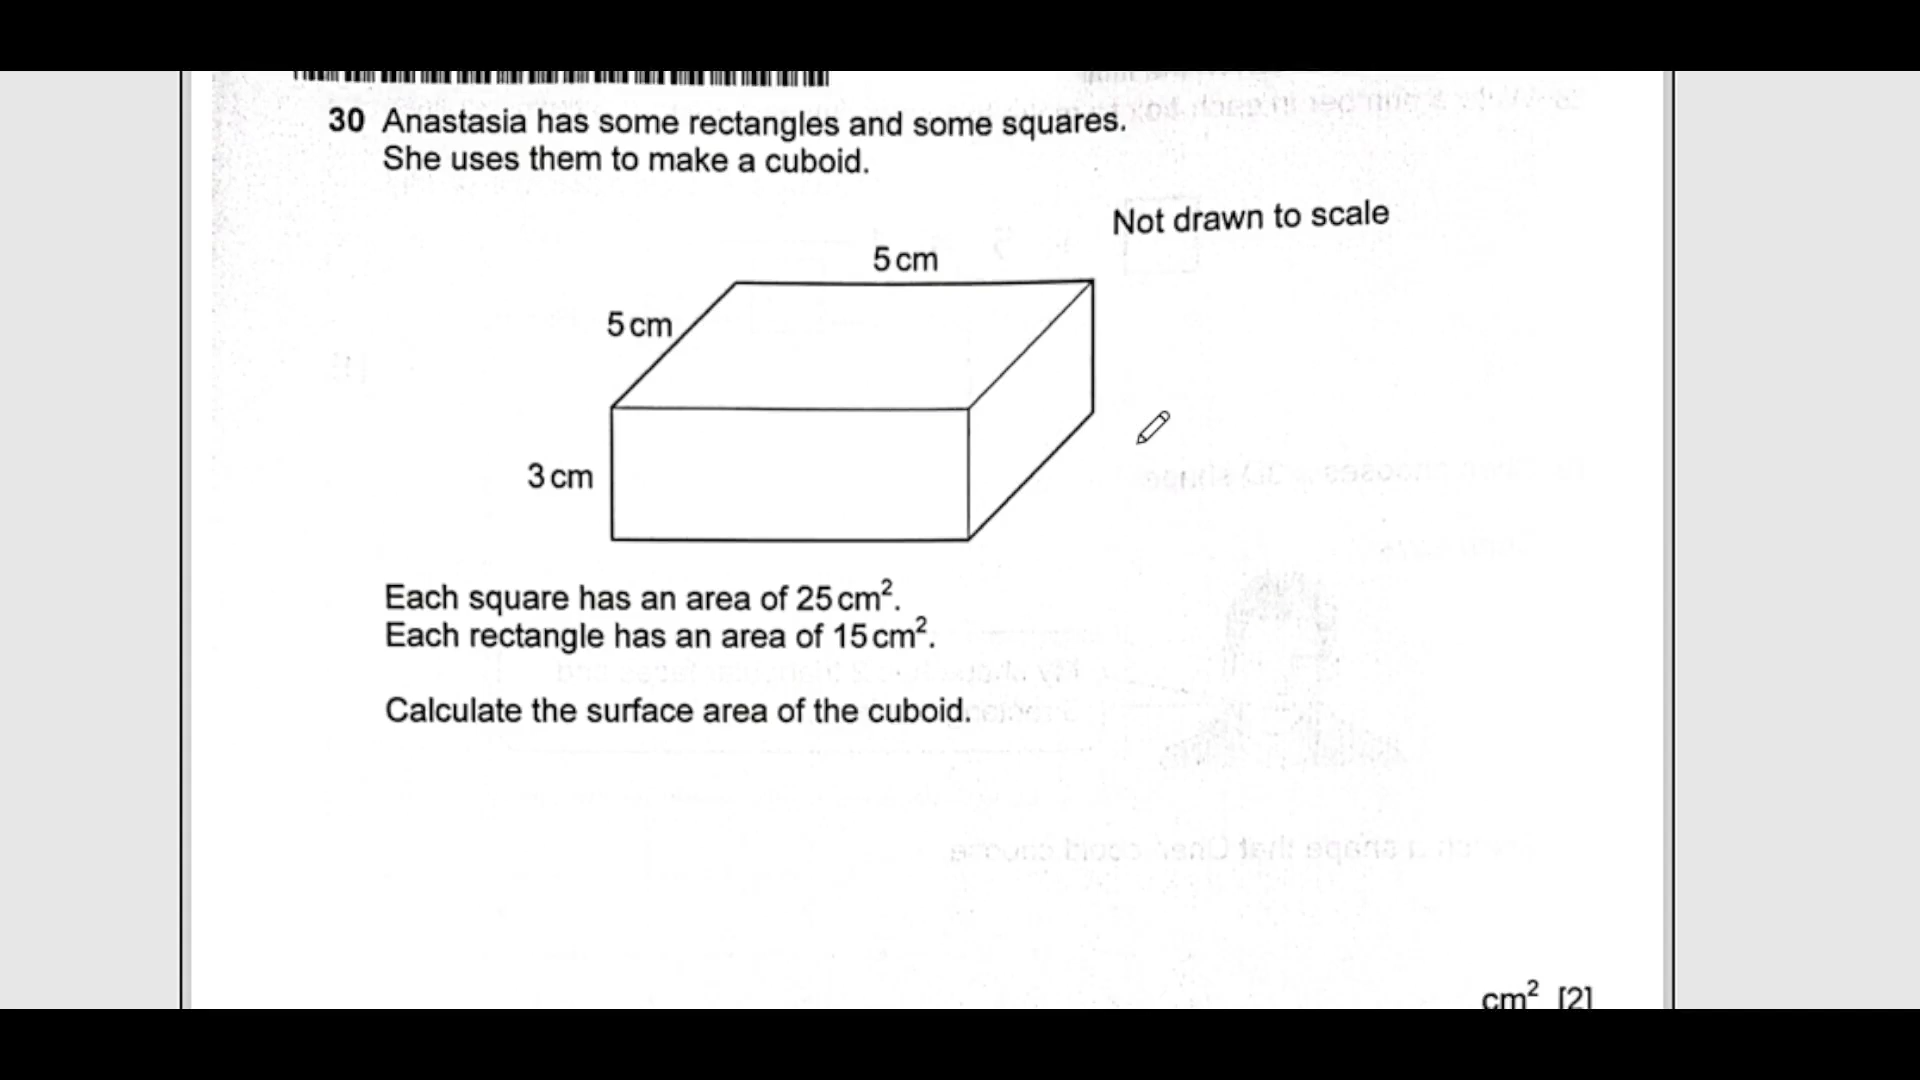 30 Anastasia has some rectangles and some squares.
She uses them to make a cuboid.
Not drawn to scale
5 cm
5 cm
3 cm
Each square has an area of 25 cm².
Each rectangle has an area of 15 cm².
Calculate the surface area of the cuboid.
cm² [2]